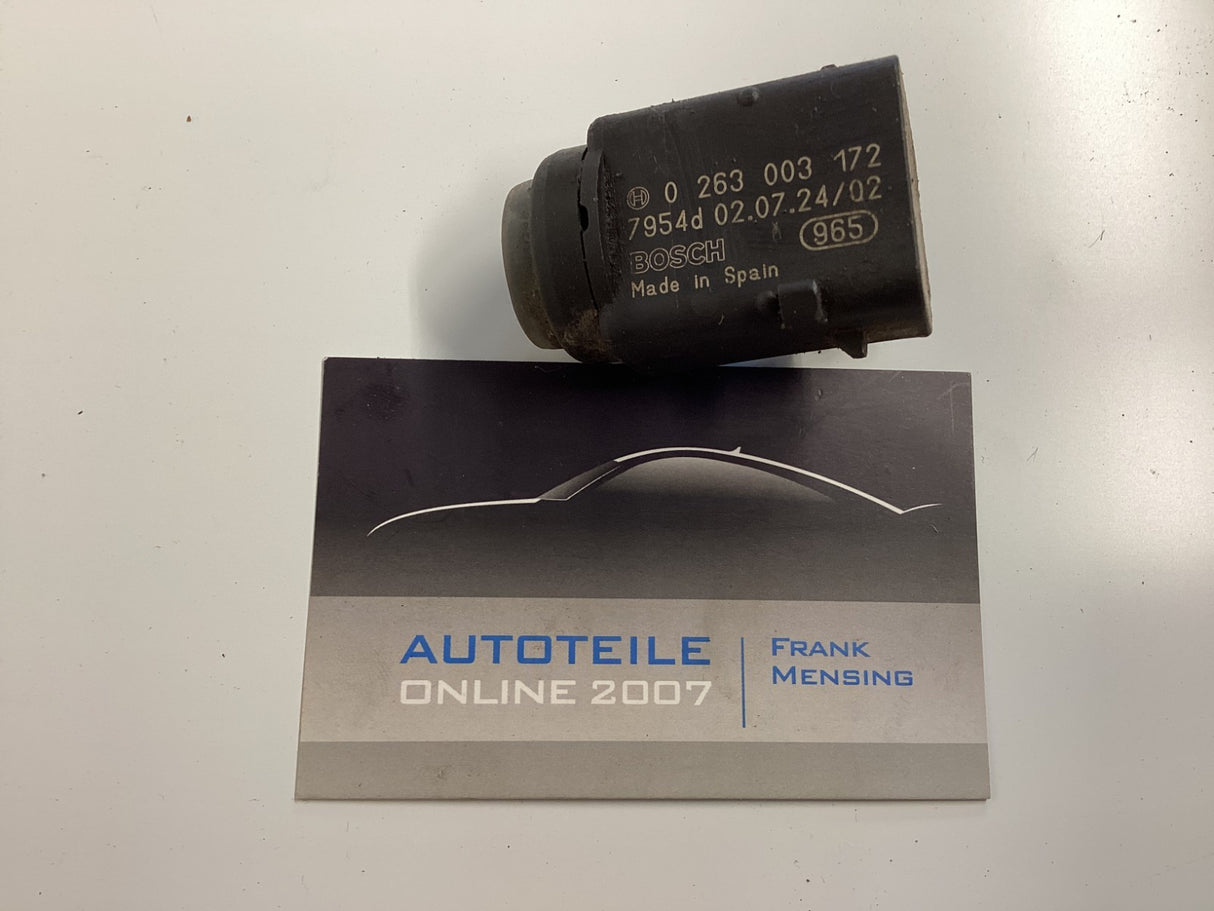 0 263 003 172
7954d 02.07.24/02
BOSCH
965
Made in Spain
AUTOTEILE
ONLINE 2007
FRANK
MENSING